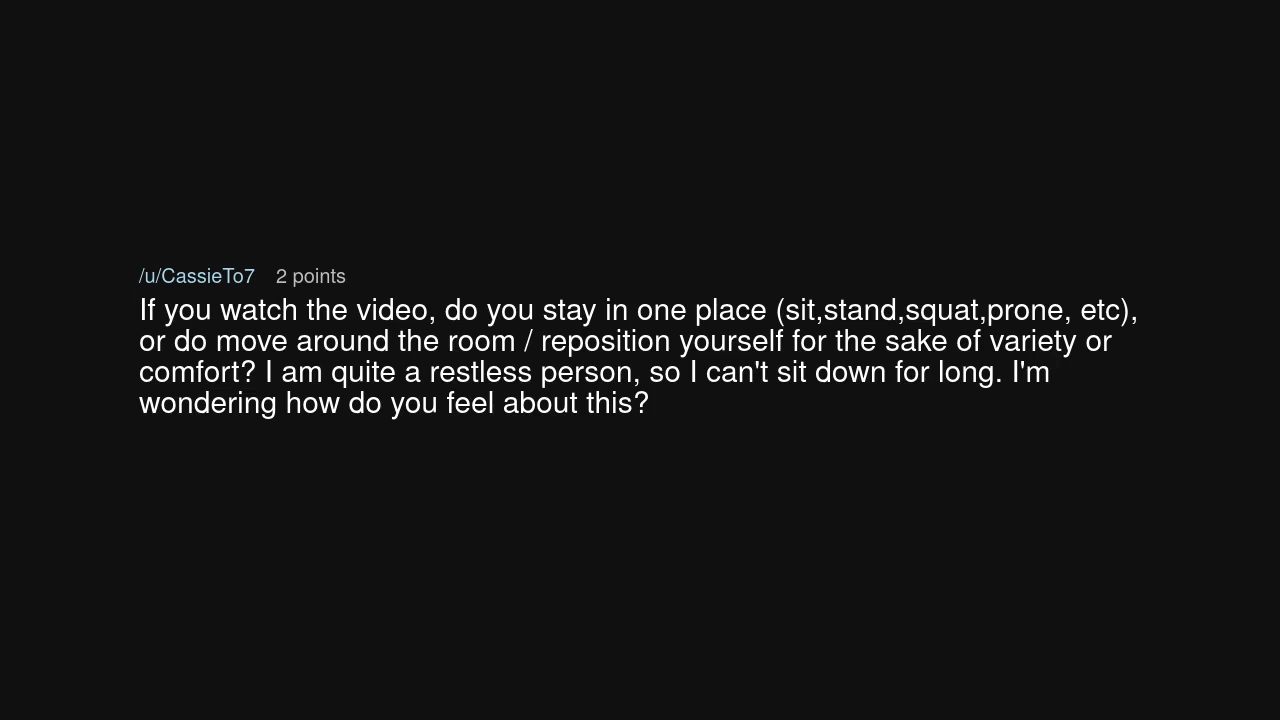 /u/CassieTo7 2 points
If you watch the video, do you stay in one place (sit,stand,squat,prone, etc),
or do move around the room / reposition yourself for the sake of variety or
comfort? I am quite a restless person, so I can't sit down for long. I'm
wondering how do you feel about this?